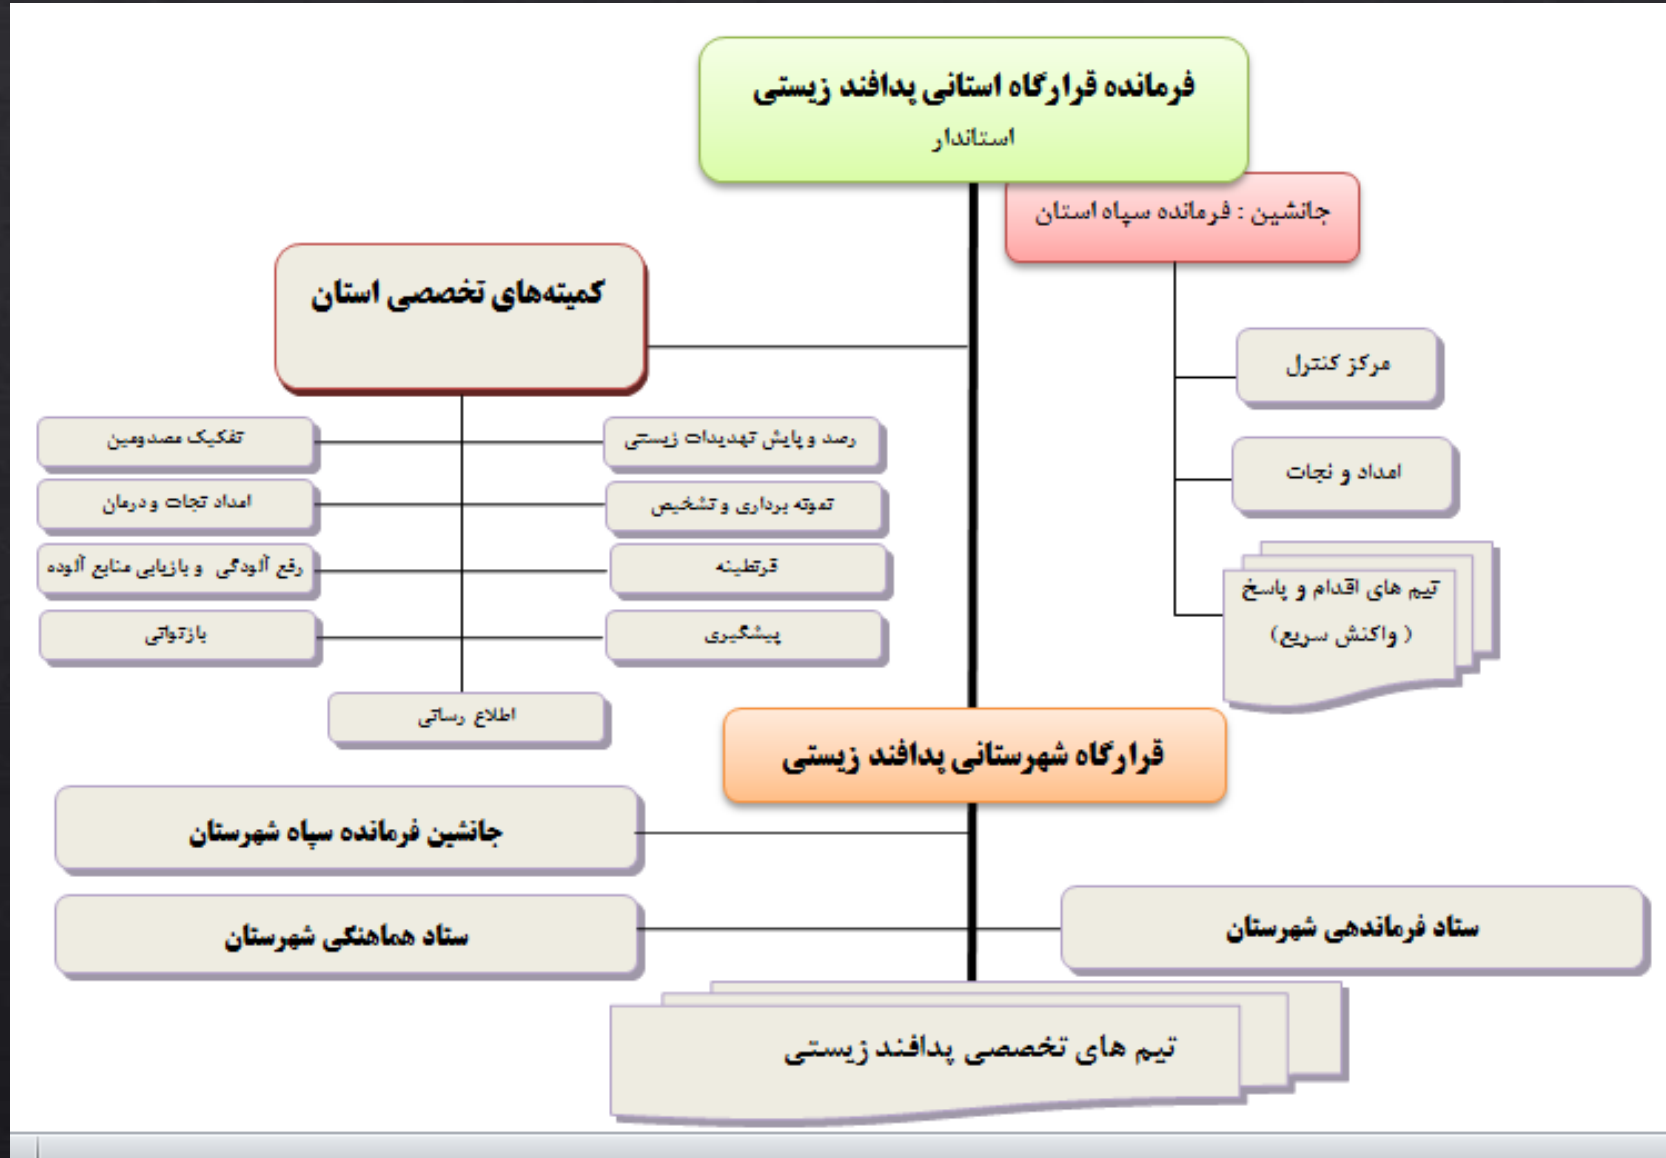 فرمانده قرارگاه استانی پدافند زیستی
استاندار
جانشین : فرمانده سپاه استان
کمیته‌های تخصصی استان
مرکز کنترل
امداد و نجات
تیم های اقدام و پاسخ
( واکنش سریع)
رصد و پایش تهدیدات زیستی
تفکیک مصدومین
نمونه برداری و تشخیص
امداد نجات و درمان
قرنطینه
رفع آلودگی و بازیابی منابع آلوده
پیشگیری
بازتوانی
اطلاع رسانی
قرارگاه شهرستانی پدافند زیستی
جانشین فرمانده سپاه شهرستان
ستاد فرماندهی شهرستان
ستاد هماهنگی شهرستان
تیم های تخصصی پدافند زیستی